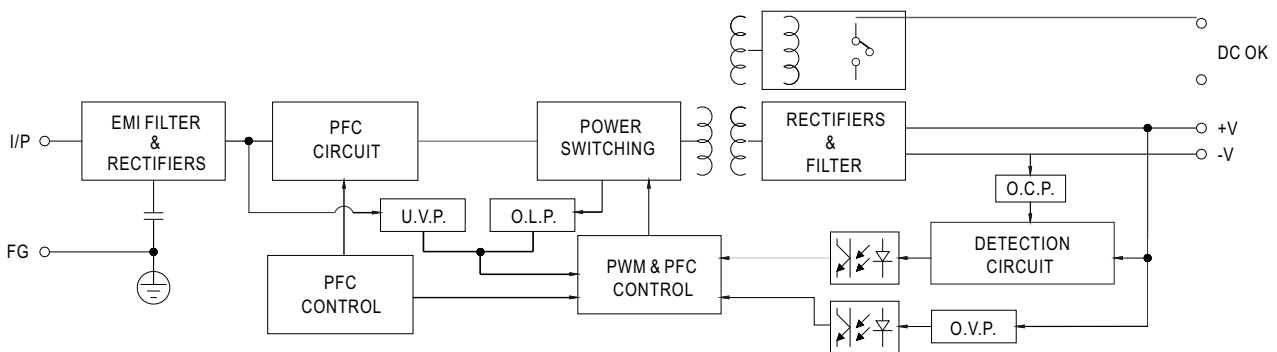 DC OK
I/P
EMI FILTER
&
RECTIFIERS
PFC
CIRCUIT
POWER
SWITCHING
RECTIFIERS
&
FILTER
+V
-V
O.C.P.
U.V.P.
O.L.P.
FG
DETECTION
CIRCUIT
PFC
CONTROL
PWM & PFC
CONTROL
O.V.P.